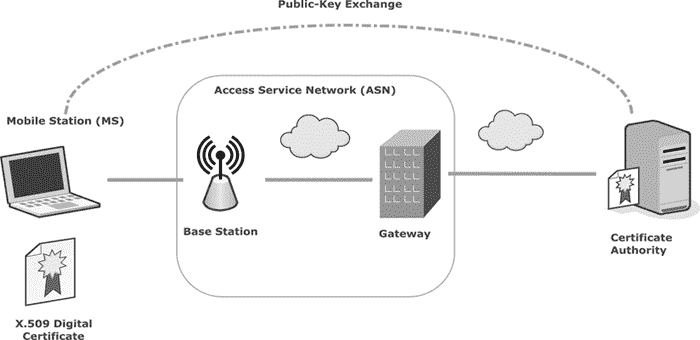 Public-Key Exchange
Access Service Network (ASN)
Mobile Station (MS)
Base Station
Gateway
Certificate
Authority
X.509 Digital
Certificate